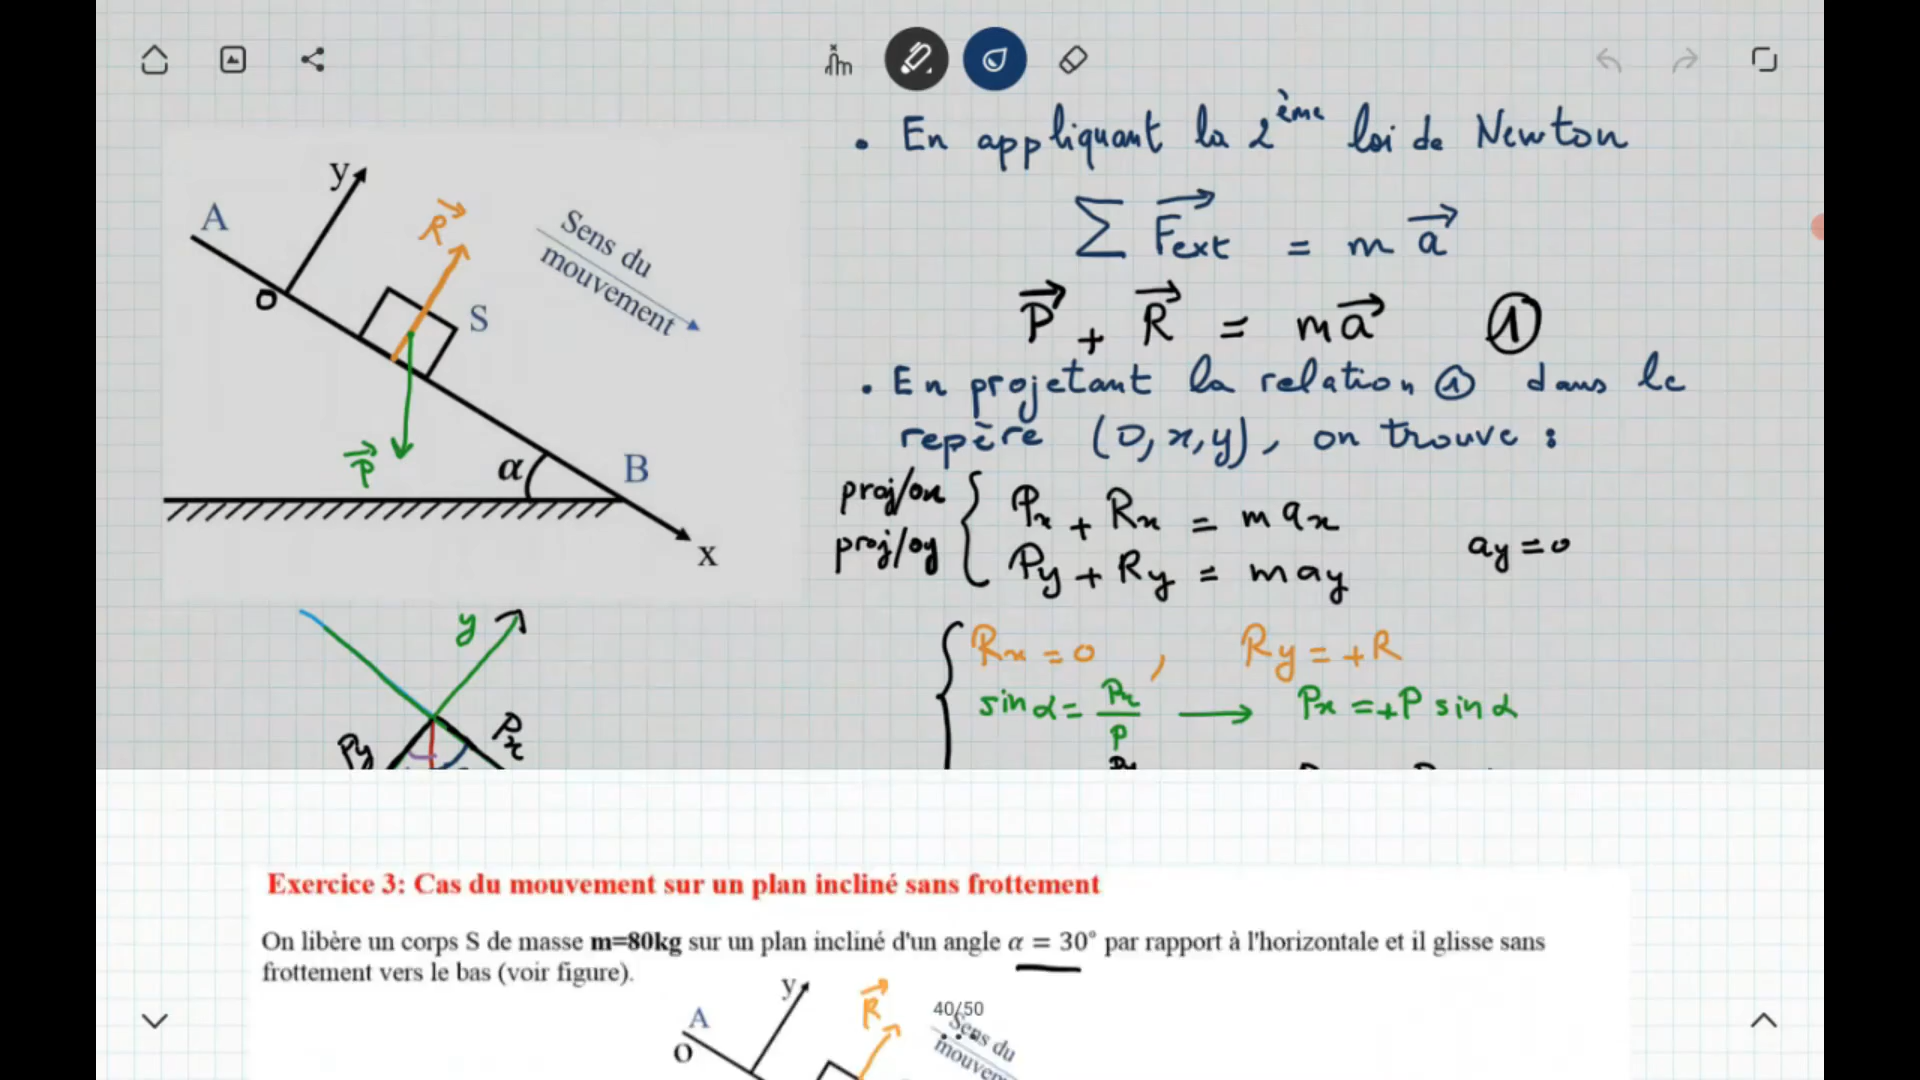 • En appliquant la 2ème loi de Newton
∑ F⃗ext = m a⃗
P⃗ + R⃗ = m a⃗ ①
• En projetant la relation ① dans le
repère (0, x, y), on trouve :
proj/ox { Px + Rx = m ax
proj/oy { Py + Ry = m ay
ay = 0
Rx = 0 , Ry = + R
sin α = Px/P → Px = + P sin α
y
A
R⃗
O
S
Sens du
mouvement
P⃗
α
B
x
y
Py
Px
Exercice 3: Cas du mouvement sur un plan incliné sans frottement
On libère un corps S de masse m=80kg sur un plan incliné d'un angle α = 30° par rapport à l'horizontale et il glisse sans
frottement vers le bas (voir figure).
y
R⃗
A
O
40/50
Sens du